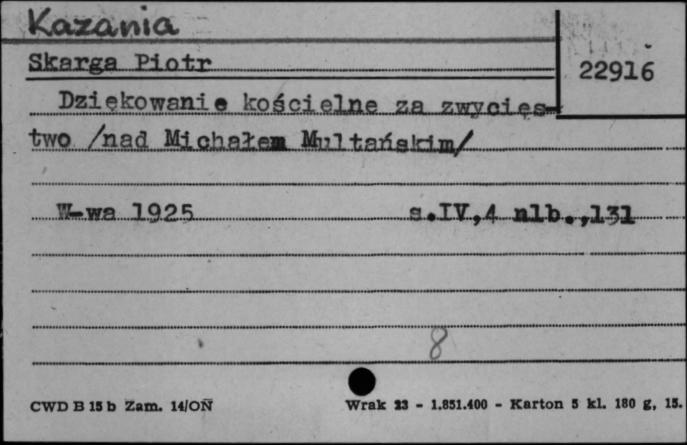 Kazania
Skarga Piotr
22916
Dziękowanie kościelne za zwycięs-
two /nad Michałem Multańskim/
W-wa 1925 s.IV,4 nlb.,131
8
CWD B 15 b Zam. 14/ON Wrak 23 - 1.851.400 - Karton 5 kl. 180 g, 15.